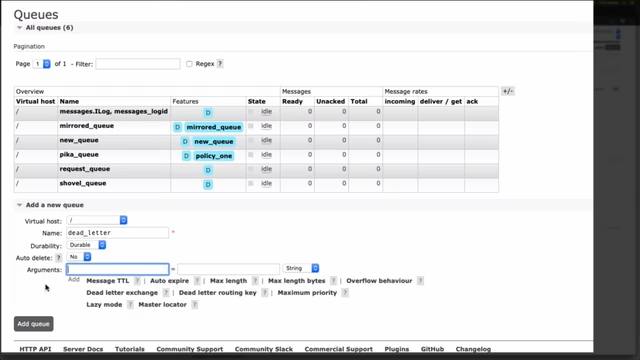 Queues
All queues (6)
Pagination
Page 1 of 1 - Filter: Regex ?
Overview Messages Message rates +/-
Virtual host Name Features State Ready Unacked Total incoming deliver / get ack
/ messages.ILog, messages_logid D idle 0 0 0
/ mirrored_queue D mirrored_queue idle 0 0 0
/ new_queue D new_queue idle 0 0 0
/ pika_queue D policy_one idle 0 0 0
/ request_queue D idle 0 0 0
/ shovel_queue D idle 0 0 0
Add a new queue
Virtual host: /
Name: dead_letter *
Durability: Durable
Auto delete: ? No
Arguments: = String
Add Message TTL ? | Auto expire ? | Max length ? | Max length bytes ? | Overflow behaviour ?
Dead letter exchange ? | Dead letter routing key ? | Maximum priority ?
Lazy mode ? Master locator ?
Add queue
HTTP API Server Docs Tutorials Community Support Community Slack Commercial Support Plugins GitHub Changelog